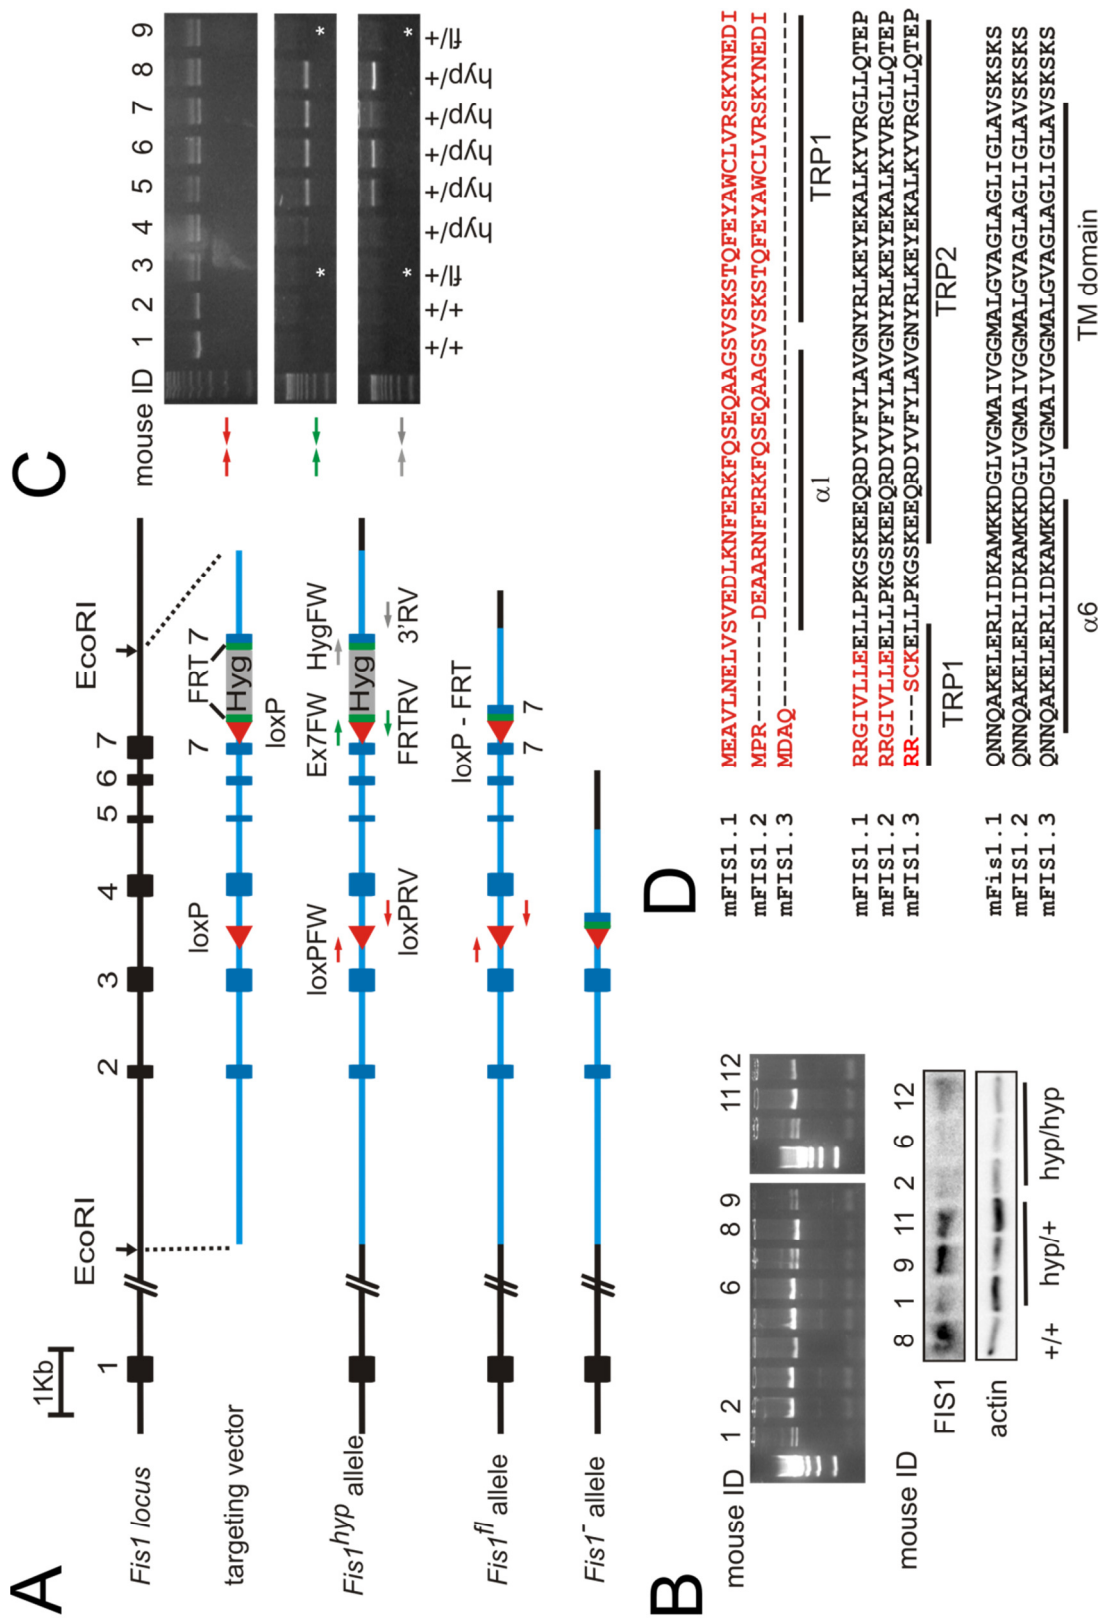 A
1Kb
EcoRI EcoRI
1 2 3 4 5 6 7
Fis1 locus
loxP 7 FRT 7
Hyg
targeting vector
loxP
loxPFW Ex7FW HygFW
Hyg
Fis1hyp allele
loxPRV FRTRV 3'RV
loxP - FRT
Fis1fl allele
7 7
Fis1- allele
B
mouse ID 1 2 6 8 9 11 12
mouse ID 8 1 9 11 2 6 12
FIS1
actin
+/+ hyp/+ hyp/hyp
C
mouse ID 1 2 3 4 5 6 7 8 9
* *
* *
+/+ +/+ fl/+ hyp/+ hyp/+ hyp/+ hyp/+ hyp/+ fl/+
D
mFIS1.1 MEAVLNELVSVEDLKNFERKFQSEQAAGSVSKSTQFEYAWCLVRSKYNEDI
mFIS1.2 MPR-------DEAARNFERKFQSEQAAGSVSKSTQFEYAWCLVRSKYNEDI
mFIS1.3 MDAQ-----------------------------------------------
α1 TRP1
mFIS1.1 RRGIVLLEELLPKGSKEEQRDYVFYLAVGNYRLKEYEKALKYVRGLLQTEP
mFIS1.2 RRGIVLLEELLPKGSKEEQRDYVFYLAVGNYRLKEYEKALKYVRGLLQTEP
mFIS1.3 RR----SCKELLPKGSKEEQRDYVFYLAVGNYRLKEYEKALKYVRGLLQTEP
TRP1 TRP2
mFis1.1 QNNQAKELERLIDKAMKKDGLVGMAIVGGMALGVAGLAGLIGLAVSKSKS
mFIS1.2 QNNQAKELERLIDKAMKKDGLVGMAIVGGMALGVAGLAGLIGLAVSKSKS
mFIS1.3 QNNQAKELERLIDKAMKKDGLVGMAIVGGMALGVAGLAGLIGLAVSKSKS
α6 TM domain